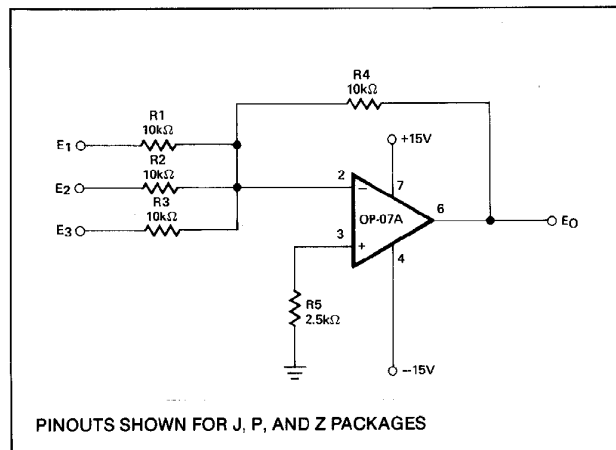 R4
10kΩ
R1
10kΩ
+15V
E1
R2
10kΩ
2
7
E2
−
OP-07A
6
R3
10kΩ
EO
E3
3
+
4
R5
2.5kΩ
−15V
PINOUTS SHOWN FOR J, P, AND Z PACKAGES